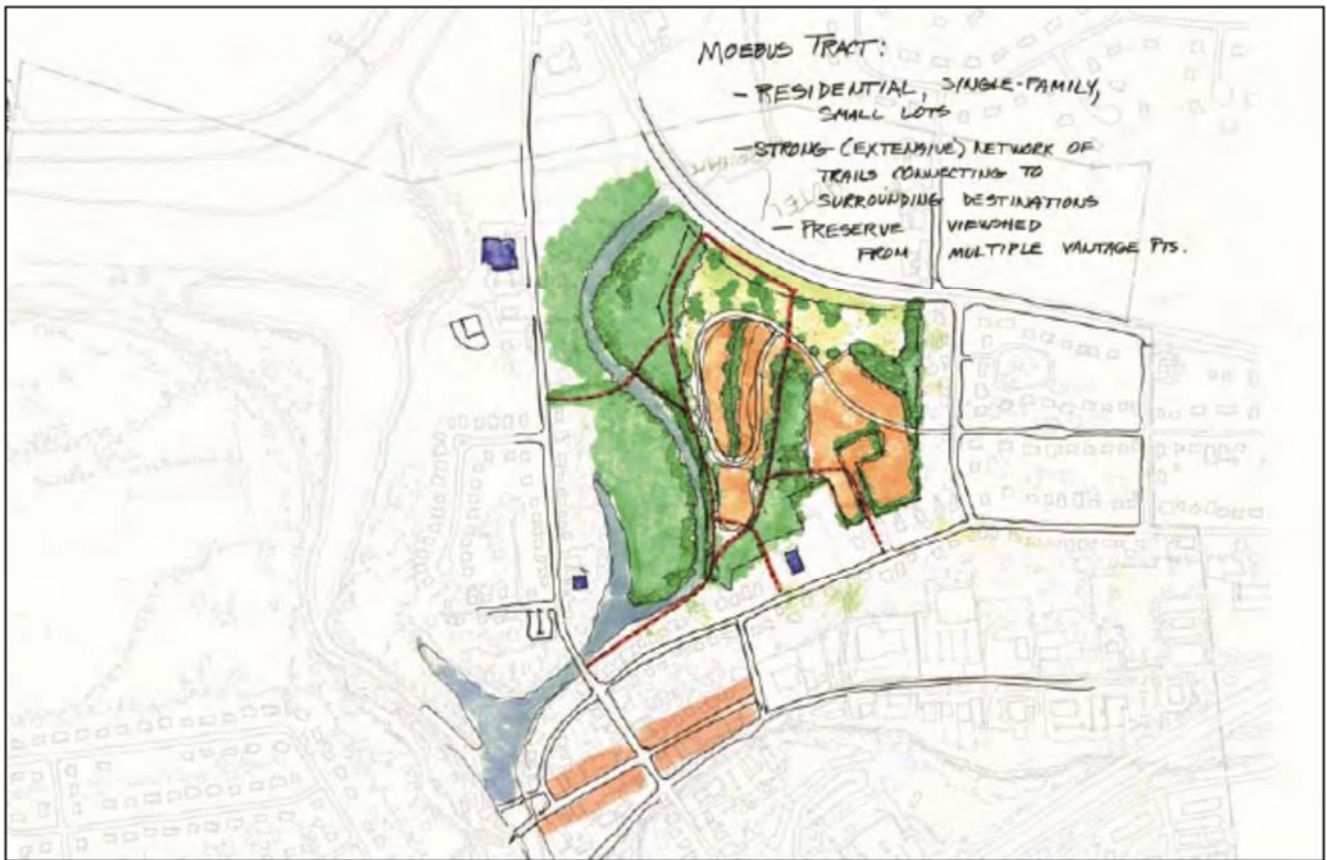 MOEBUS TRACT:
- RESIDENTIAL, SINGLE-FAMILY,
SMALL LOTS
- STRONG (EXTENSIVE) NETWORK OF
TRAILS CONNECTING TO
SURROUNDING DESTINATIONS
- PRESERVE VIEWSHED
FROM MULTIPLE VANTAGE PTS.